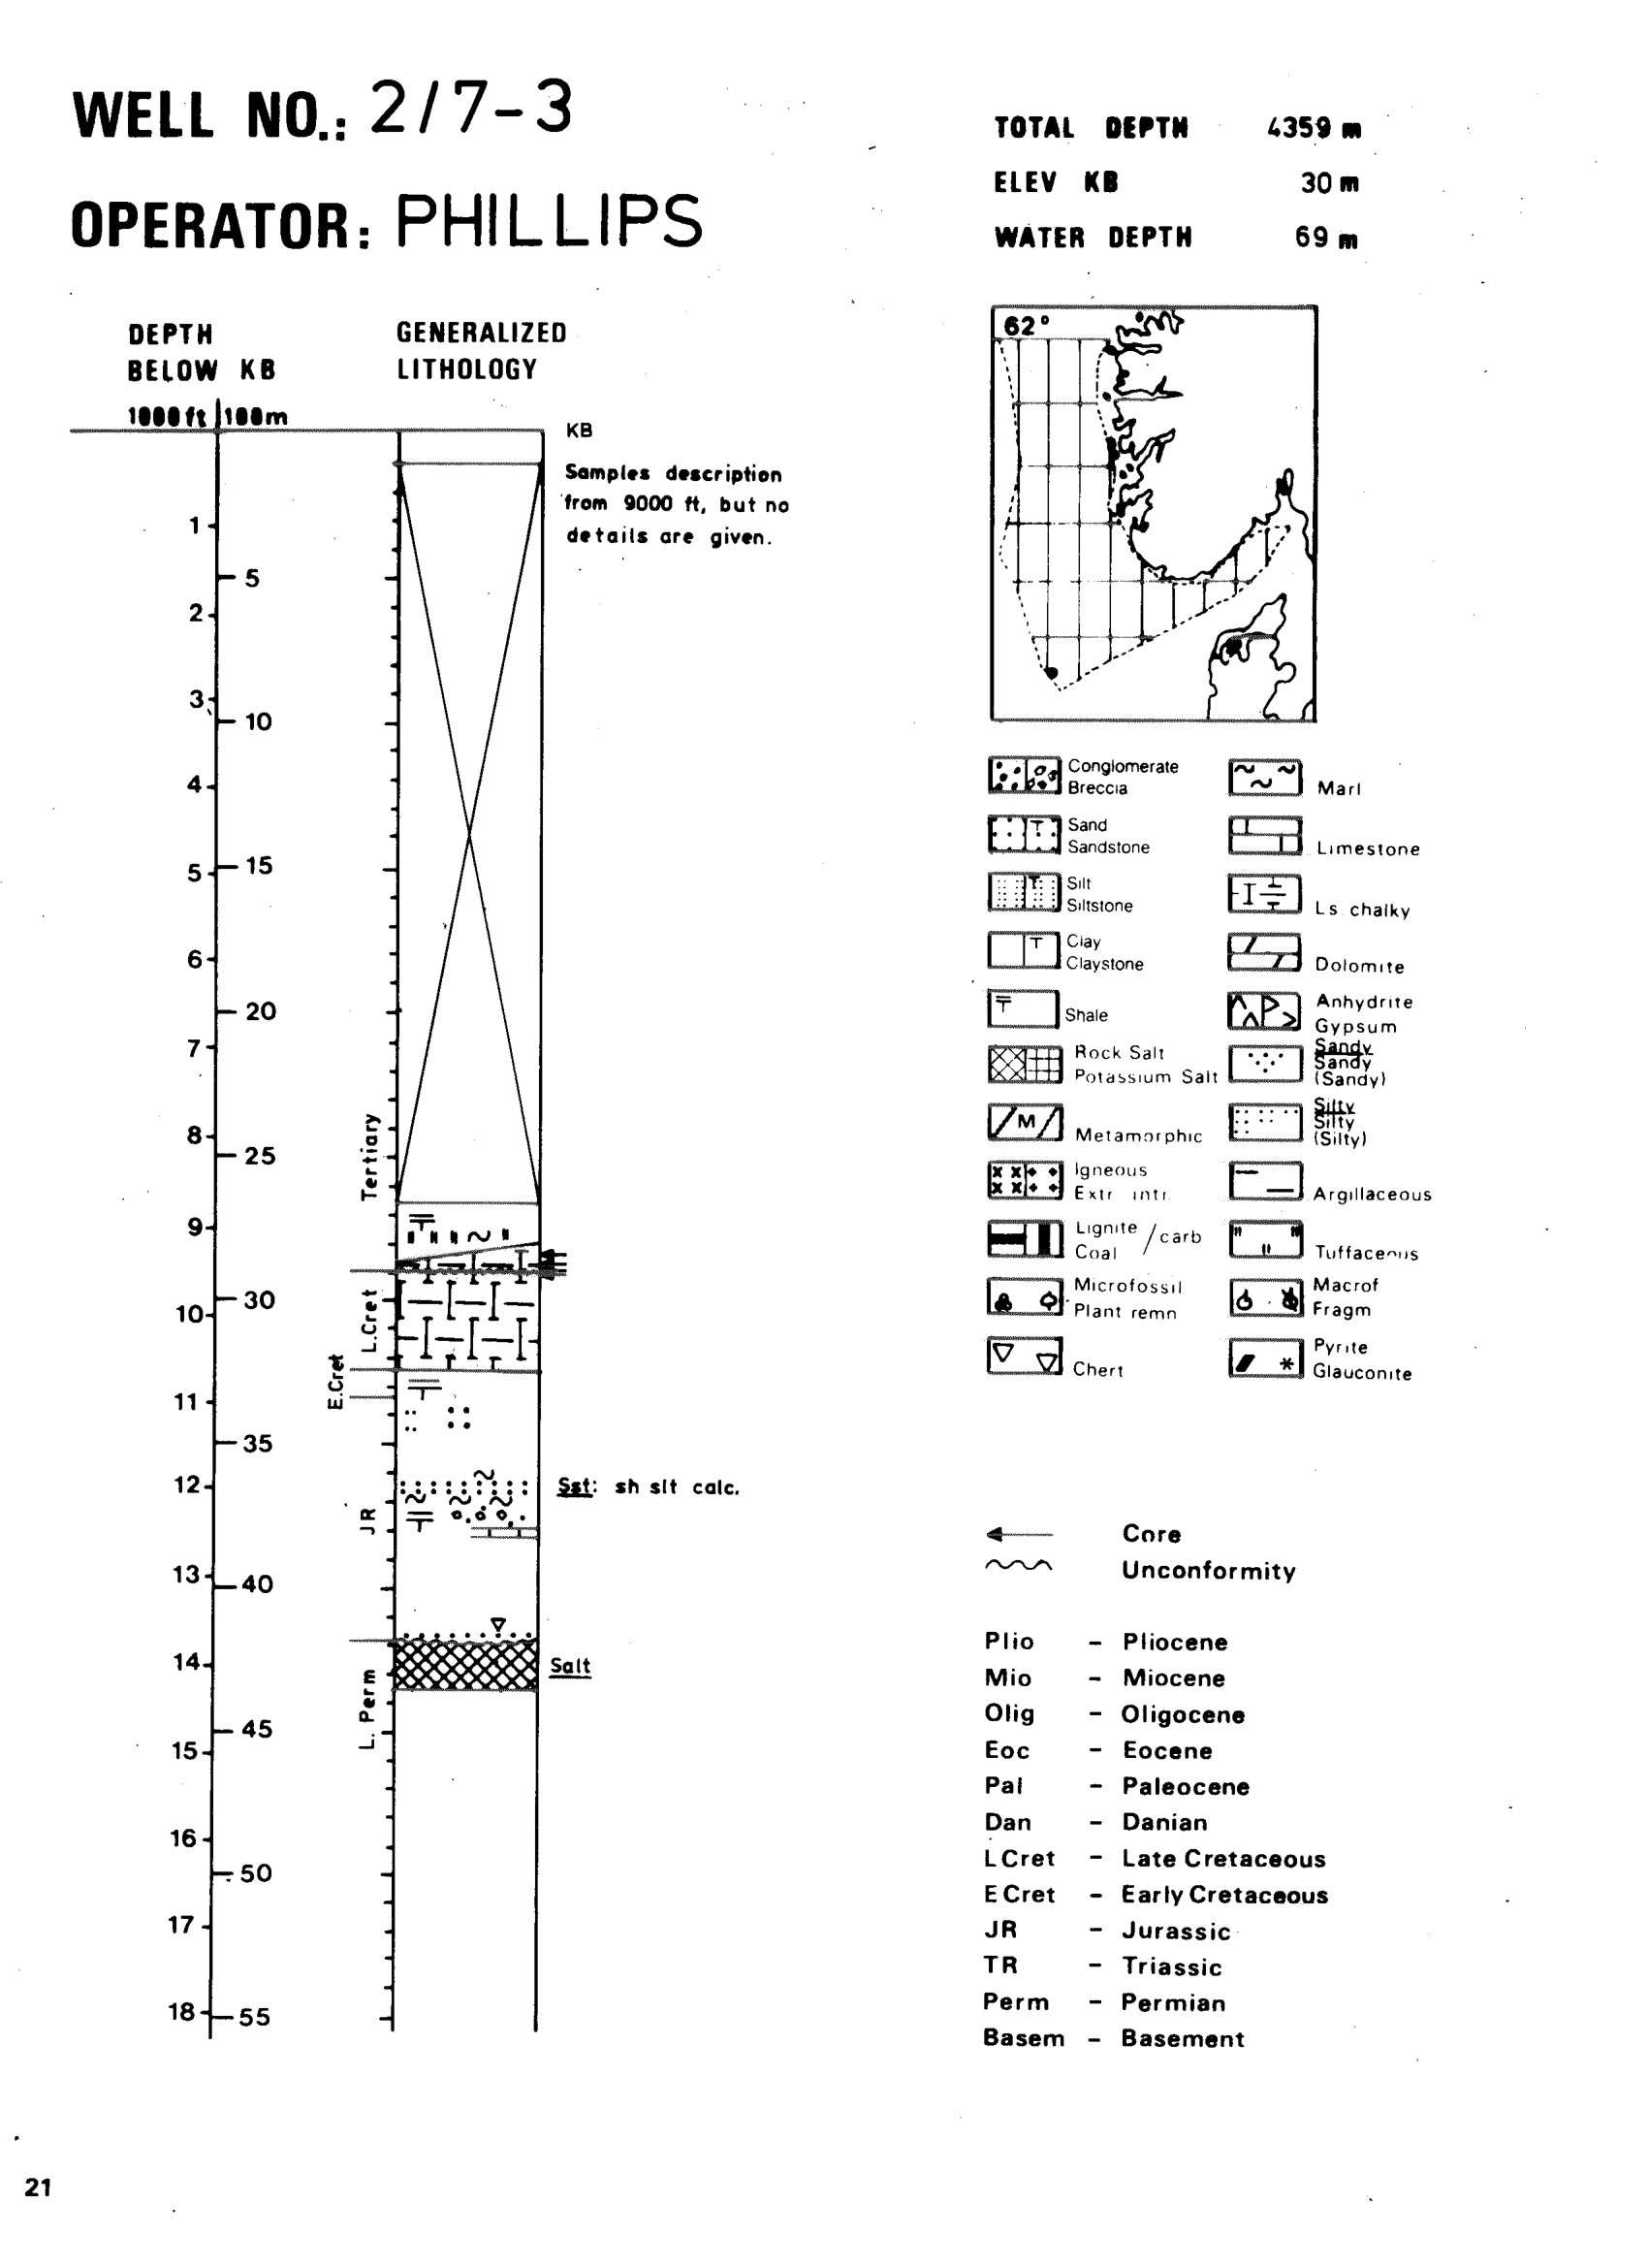 WELL NO.: 2/7-3
OPERATOR: PHILLIPS
TOTAL DEPTH 4359 m
ELEV KB 30 m
WATER DEPTH 69 m
DEPTH
BELOW KB
1000 ft 100m
GENERALIZED
LITHOLOGY
KB
Samples description
from 9000 ft, but no
details are given.
1
5
2
3
10
4
5
15
6
20
7
8
25
9
10
30
11
35
12
13
40
14
45
15
16
50
17
18
55
Tertiary
L.Cret
E.Cret
JR
L. Perm
Sst: sh slt calc.
Salt
62°
Conglomerate
Breccia
Sand
Sandstone
T
Silt
Siltstone
T
Clay
Claystone
T
Shale
Rock Salt
Potassium Salt
M
Metamorphic
Igneous
Extr intr
Lignite / carb
Coal
Microfossil
Plant remn
Chert
Marl
Limestone
Ls chalky
Dolomite
Anhydrite
Gypsum
Sandy
Sandy
(Sandy)
Silty
Silty
(Silty)
Argillaceous
Tuffaceous
Macrof
Fragm
Pyrite
Glauconite
Core
Unconformity
Plio - Pliocene
Mio - Miocene
Olig - Oligocene
Eoc - Eocene
Pal - Paleocene
Dan - Danian
L Cret - Late Cretaceous
E Cret - Early Cretaceous
JR - Jurassic
TR - Triassic
Perm - Permian
Basem - Basement
21